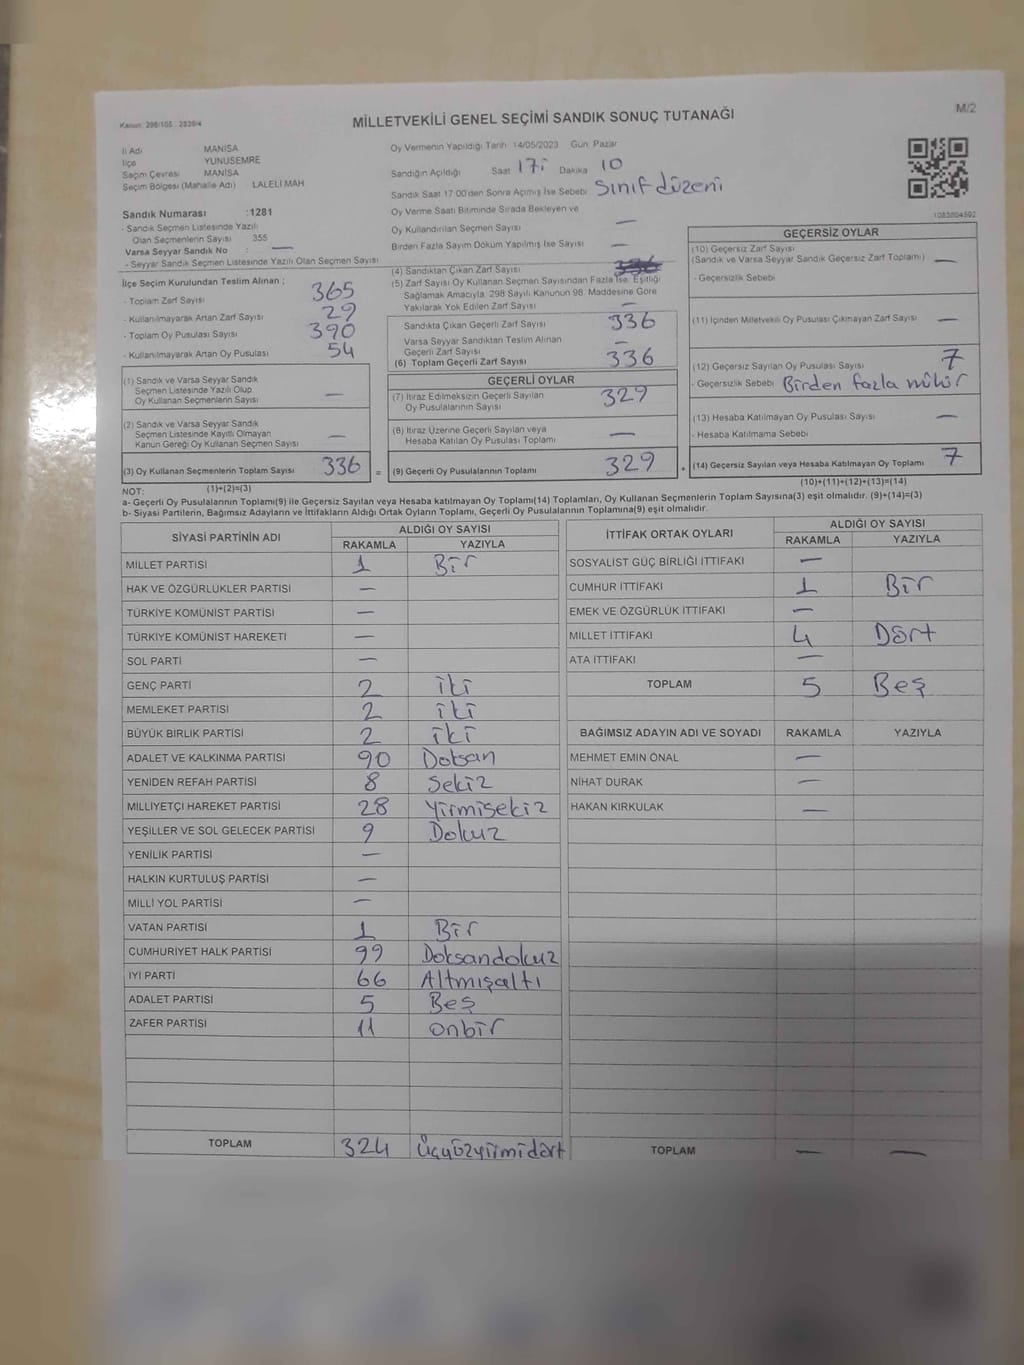 Kanun: 298/105 2839/4
MİLLETVEKİLİ GENEL SEÇİMİ SANDIK SONUÇ TUTANAĞI
M/2
İl Adı MANİSA
İlçe YUNUSEMRE
Seçim Çevresi MANİSA
Seçim Bölgesi (Mahalle Adı) LALELİ MAH
Oy Vermenin Yapıldığı Tarih 14/05/2023 Gün Pazar
Sandığın Açıldığı Saat 17: Dakika 10
Sandık Saat 17:00'den Sonra Açılmış İse Sebebi Sınıf düzeni
Oy Verme Saati Bitiminde Sırada Bekleyen ve
Oy Kullandırılan Seçmen Sayısı —
Birden Fazla Sayım Döküm Yapılmış İse Sayısı —
1083804592
Sandık Numarası :1281
- Sandık Seçmen Listesinde Yazılı
Olan Seçmenlerin Sayısı 355
Varsa Seyyar Sandık No : —
- Seyyar Sandık Seçmen Listesinde Yazılı Olan Seçmen Sayısı
İlçe Seçim Kurulundan Teslim Alınan ;
- Toplam Zarf Sayısı 365
- Kullanılmayarak Artan Zarf Sayısı 29
- Toplam Oy Pusulası Sayısı 390
- Kullanılmayarak Artan Oy Pusulası 54
(1) Sandık ve Varsa Seyyar Sandık
Seçmen Listesinde Yazılı Olup
Oy Kullanan Seçmenlerin Sayısı —
(2) Sandık ve Varsa Seyyar Sandık
Seçmen Listesinde Kayıtlı Olmayan
Kanun Gereği Oy Kullanan Seçmen Sayısı —
(3) Oy Kullanan Seçmenlerin Toplam Sayısı 336 =
(1)+(2)=(3)
(4) Sandıktan Çıkan Zarf Sayısı 336
(5) Zarf Sayısı Oy Kullanan Seçmen Sayısından Fazla İse, Eşitliği
Sağlamak Amacıyla 298 Sayılı Kanunun 98. Maddesine Göre
Yakılarak Yok Edilen Zarf Sayısı —
Sandıkta Çıkan Geçerli Zarf Sayısı 336
Varsa Seyyar Sandıktan Teslim Alınan
Geçerli Zarf Sayısı —
(6) Toplam Geçerli Zarf Sayısı 336
GEÇERLİ OYLAR
(7) İtiraz Edilmeksizin Geçerli Sayılan
Oy Pusulalarının Sayısı 329
(8) İtiraz Üzerine Geçerli Sayılan veya
Hesaba Katılan Oy Pusulası Toplamı —
(9) Geçerli Oy Pusulalarının Toplamı 329 +
GEÇERSİZ OYLAR
(10) Geçersiz Zarf Sayısı
(Sandık ve Varsa Seyyar Sandık Geçersiz Zarf Toplamı) —
- Geçersizlik Sebebi
(11) İçinden Milletvekili Oy Pusulası Çıkmayan Zarf Sayısı —
(12) Geçersiz Sayılan Oy Pusulası Sayısı 7
- Geçersizlik Sebebi Birden fazla mühür
(13) Hesaba Katılmayan Oy Pusulası Sayısı —
- Hesaba Katılmama Sebebi
(14) Geçersiz Sayılan veya Hesaba Katılmayan Oy Toplamı 7
(10)+(11)+(12)+(13)=(14)
NOT:
a- Geçerli Oy Pusulalarının Toplamı(9) ile Geçersiz Sayılan veya Hesaba katılmayan Oy Toplamı(14) Toplamları, Oy Kullanan Seçmenlerin Toplam Sayısına(3) eşit olmalıdır. (9)+(14)=(3)
b- Siyasi Partilerin, Bağımsız Adayların ve İttifakların Aldığı Ortak Oyların Toplamı, Geçerli Oy Pusulalarının Toplamına(9) eşit olmalıdır.
SİYASİ PARTİNİN ADI ALDIĞI OY SAYISI
RAKAMLA YAZIYLA
MİLLET PARTİSİ 1 Bir
HAK VE ÖZGÜRLÜKLER PARTİSİ —
TÜRKİYE KOMÜNİST PARTİSİ —
TÜRKİYE KOMÜNİST HAREKETİ —
SOL PARTİ —
GENÇ PARTİ 2 iki
MEMLEKET PARTİSİ 2 iki
BÜYÜK BİRLİK PARTİSİ 2 iki
ADALET VE KALKINMA PARTİSİ 90 Doksan
YENİDEN REFAH PARTİSİ 8 Sekiz
MİLLİYETÇİ HAREKET PARTİSİ 28 Yirmisekiz
YEŞİLLER VE SOL GELECEK PARTİSİ 9 Dokuz
YENİLİK PARTİSİ —
HALKIN KURTULUŞ PARTİSİ —
MİLLİ YOL PARTİSİ —
VATAN PARTİSİ 1 Bir
CUMHURİYET HALK PARTİSİ 99 Doksandokuz
İYİ PARTİ 66 Altmışaltı
ADALET PARTİSİ 5 Beş
ZAFER PARTİSİ 11 onbir
TOPLAM 324 Üçyüzyirmidört
İTTİFAK ORTAK OYLARI ALDIĞI OY SAYISI
RAKAMLA YAZIYLA
SOSYALİST GÜÇ BİRLİĞİ İTTİFAKI —
CUMHUR İTTİFAKI 1 Bir
EMEK VE ÖZGÜRLÜK İTTİFAKI —
MİLLET İTTİFAKI 4 Dört
ATA İTTİFAKI —
TOPLAM 5 Beş
BAĞIMSIZ ADAYIN ADI VE SOYADI RAKAMLA YAZIYLA
MEHMET EMİN ÖNAL —
NİHAT DURAK —
HAKAN KIRKULAK —
TOPLAM — —